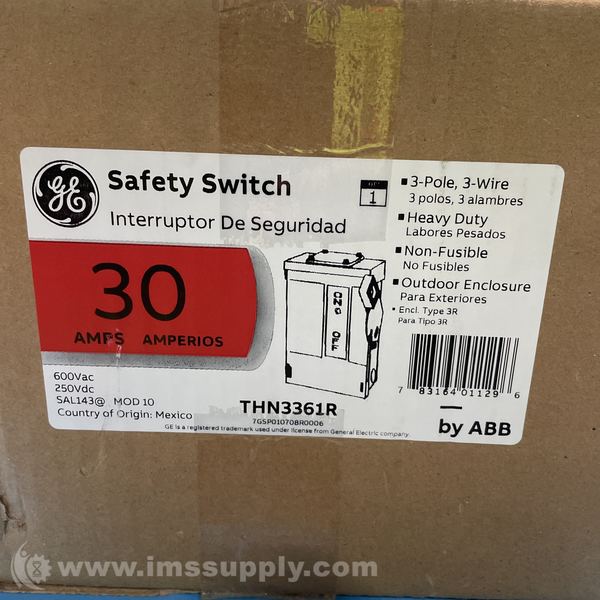 GE
Safety Switch
Interruptor De Seguridad
1
30
AMPS AMPERIOS
600Vac
250Vdc
SAL143@ MOD 10
Country of Origin: Mexico
ON
OFF
THN3361R
7GSP010708R0006
GE is a registered trademark used under license from General Electric company.
▪3-Pole, 3-Wire
3 polos, 3 alambres
▪Heavy Duty
Labores Pesados
▪Non-Fusible
No Fusibles
▪Outdoor Enclosure
Para Exteriores
▪Encl. Type 3R
Para Tipo 3R
7 83164 01129 6
by ABB
www.imssupply.com